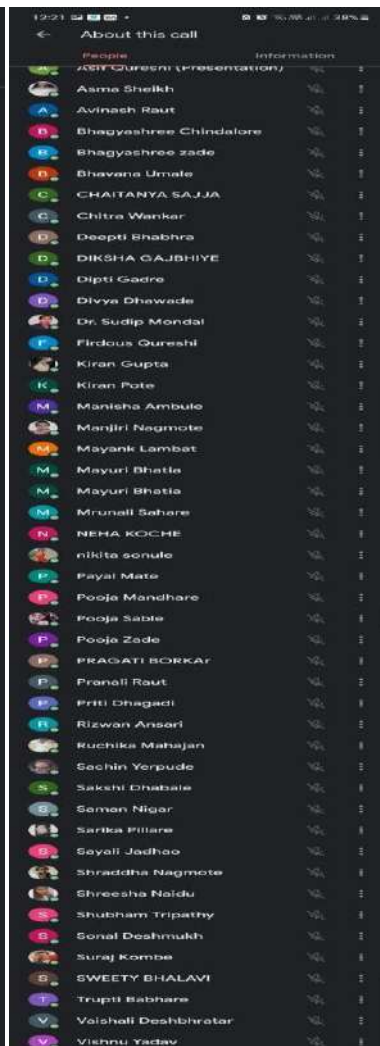 12:21
38%
About this call
People Information
Asif Qureshi (Presentation)
Asma Sheikh
A Avinash Raut
B Bhagyashree Chindalore
B Bhagyashree zade
B Bhavana Umale
C CHAITANYA SAJJA
C Chitra Wankar
D Deepti Bhabhra
D DIKSHA GAJBHIYE
D Dipti Gadre
D Divya Dhawade
Dr. Sudip Mondal
F Firdous Qureshi
Kiran Gupta
K Kiran Pote
M Manisha Ambule
Manjiri Nagmote
M Mayank Lambat
M Mayuri Bhatia
M Mayuri Bhatia
M Mrunali Sahare
N NEHA KOCHE
nikita sonule
P Payal Mate
P Pooja Mandhare
Pooja Sable
P Pooja Zade
P PRAGATI BORKAr
P Pranali Raut
P Priti Dhagadi
R Rizwan Ansari
Ruchika Mahajan
Sachin Yerpude
S Sakshi Dhabale
S Saman Nigar
Sarika Pillare
S Sayali Jadhao
Shraddha Nagmote
Shreesha Naidu
S Shubham Tripathy
S Sonal Deshmukh
Suraj Kombe
S SWEETY BHALAVI
T Trupti Babhare
V Vaishali Deshbhratar
V Vishnu Yadav